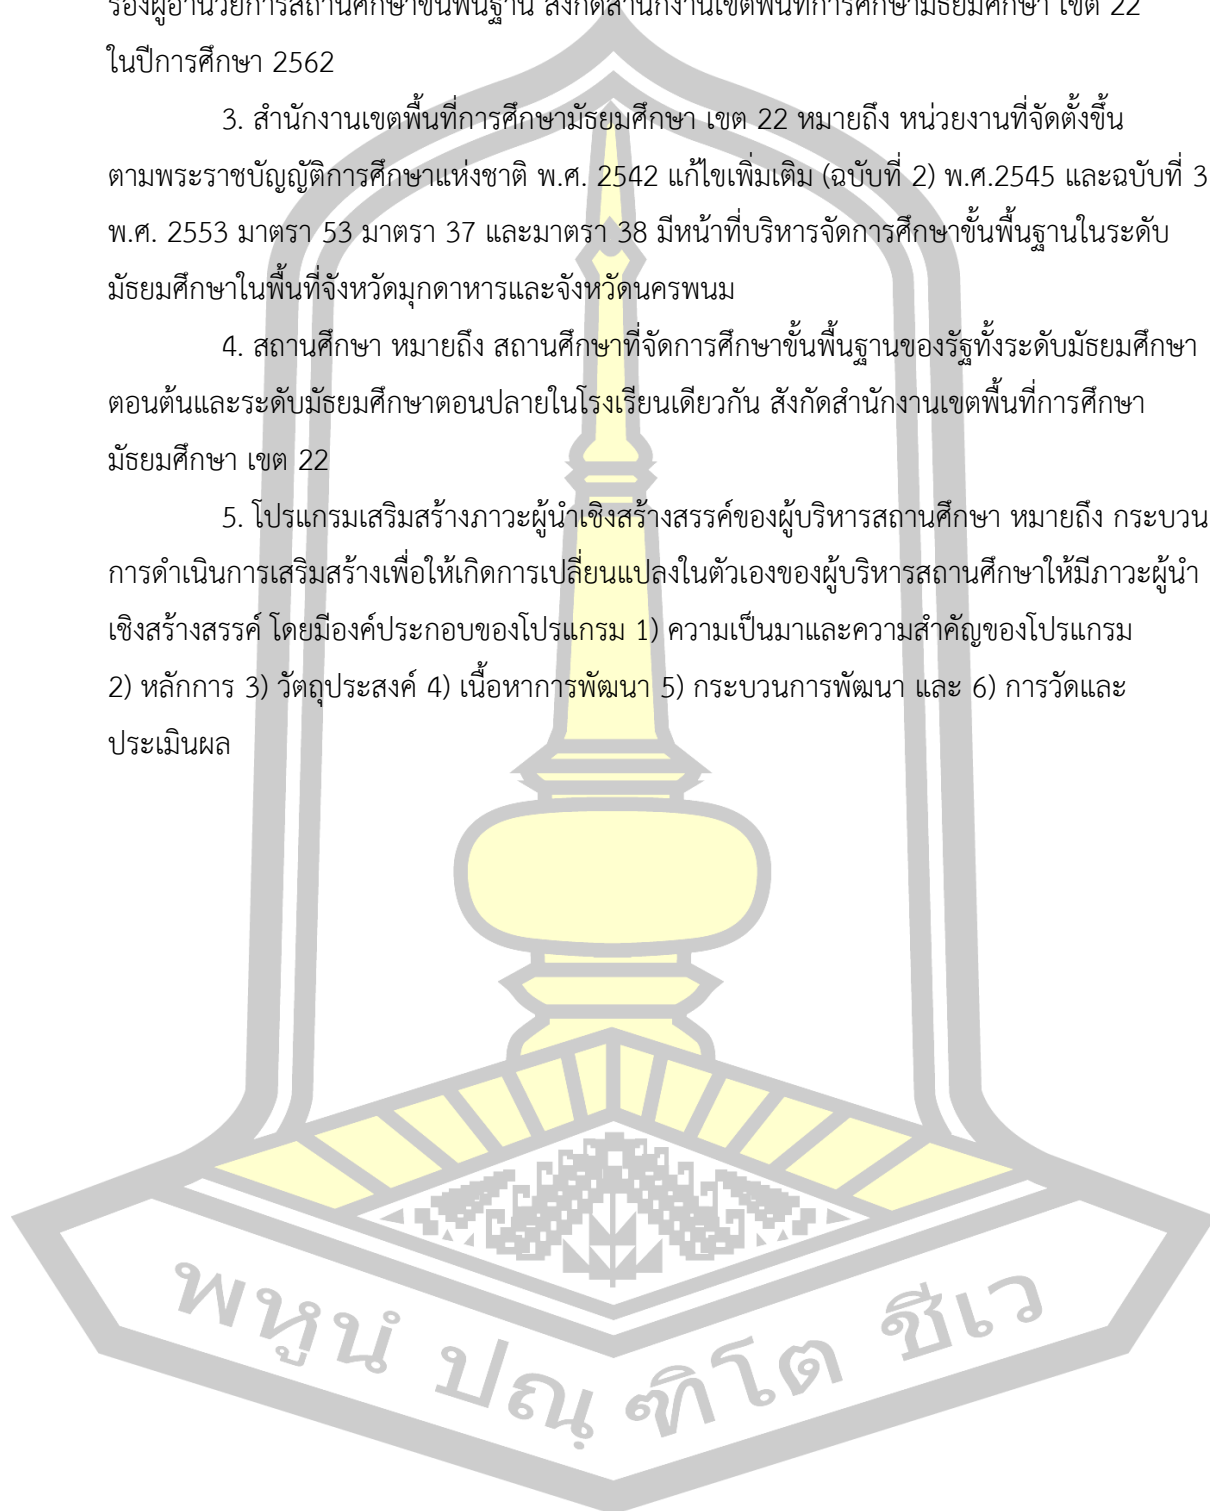 รองผู้อำนวยการสถานศึกษาขั้นพื้นฐาน สังกัดสำนักงานเขตพื้นที่การศึกษามัธยมศึกษา เขต 22
ในปีการศึกษา 2562
3. สำนักงานเขตพื้นที่การศึกษามัธยมศึกษา เขต 22 หมายถึง หน่วยงานที่จัดตั้งขึ้น
ตามพระราชบัญญัติการศึกษาแห่งชาติ พ.ศ. 2542 แก้ไขเพิ่มเติม (ฉบับที่ 2) พ.ศ.2545 และฉบับที่ 3
พ.ศ. 2553 มาตรา 53 มาตรา 37 และมาตรา 38 มีหน้าที่บริหารจัดการศึกษาขั้นพื้นฐานในระดับ
มัธยมศึกษาในพื้นที่จังหวัดมุกดาหารและจังหวัดนครพนม
4. สถานศึกษา หมายถึง สถานศึกษาที่จัดการศึกษาขั้นพื้นฐานของรัฐทั้งระดับมัธยมศึกษา
ตอนต้นและระดับมัธยมศึกษาตอนปลายในโรงเรียนเดียวกัน สังกัดสำนักงานเขตพื้นที่การศึกษา
มัธยมศึกษา เขต 22
5. โปรแกรมเสริมสร้างภาวะผู้นำเชิงสร้างสรรค์ของผู้บริหารสถานศึกษา หมายถึง กระบวน
การดำเนินการเสริมสร้างเพื่อให้เกิดการเปลี่ยนแปลงในตัวเองของผู้บริหารสถานศึกษาให้มีภาวะผู้นำ
เชิงสร้างสรรค์ โดยมีองค์ประกอบของโปรแกรม 1) ความเป็นมาและความสำคัญของโปรแกรม
2) หลักการ 3) วัตถุประสงค์ 4) เนื้อหาการพัฒนา 5) กระบวนการพัฒนา และ 6) การวัดและ
ประเมินผล
พหูนํ ปณฺ ฑิโต ชีเว